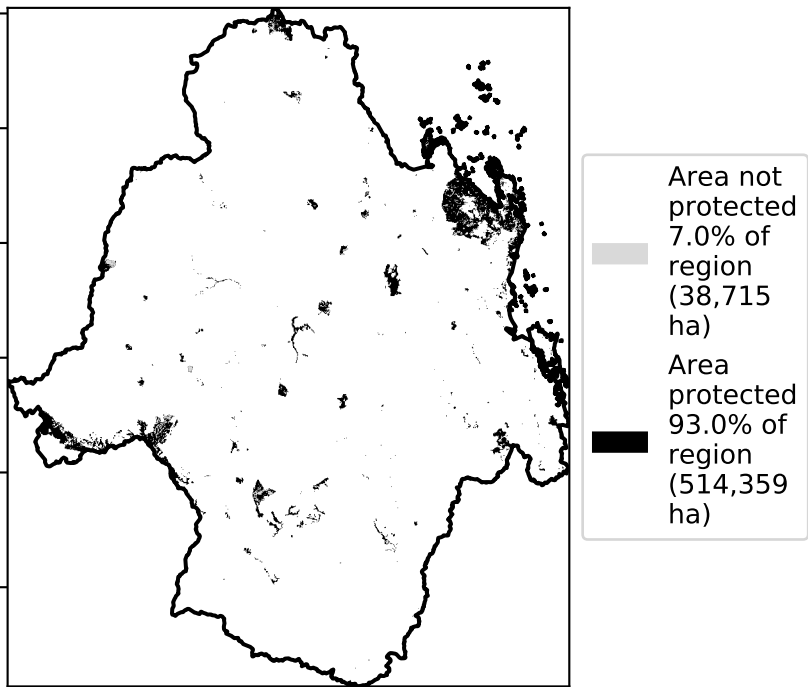 Area not
protected
7.0% of
region
(38,715
ha)
Area
protected
93.0% of
region
(514,359
ha)